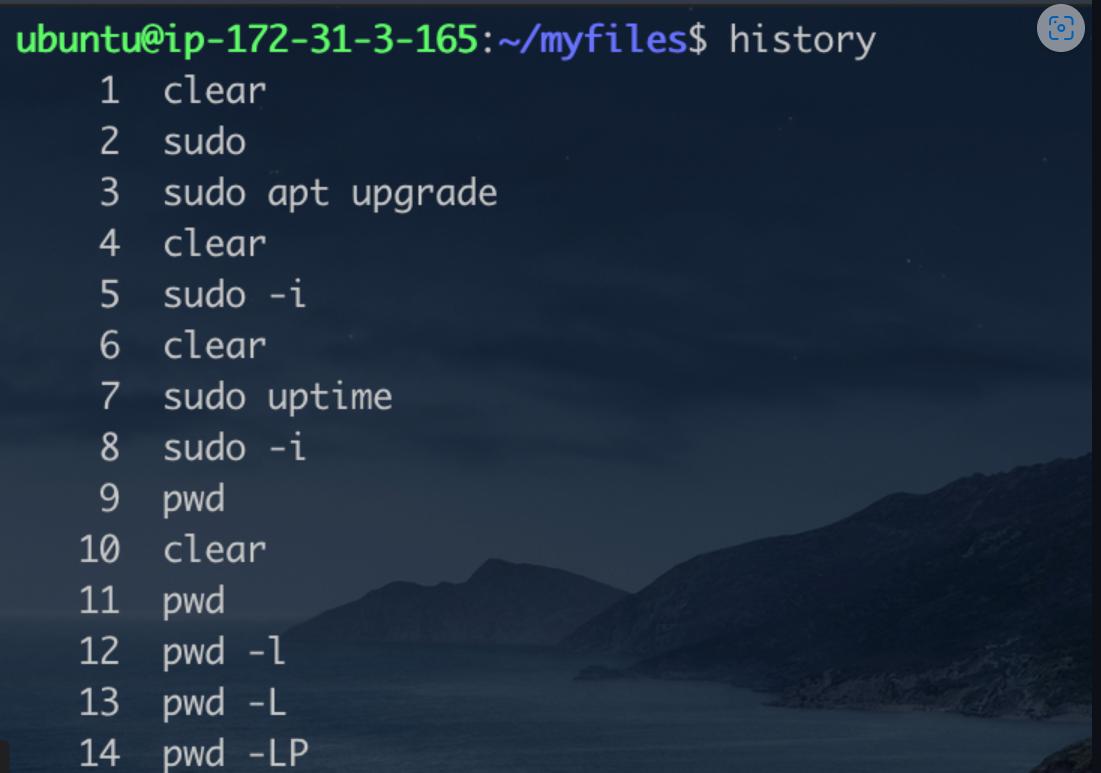 ubuntu@ip-172-31-3-165:~/myfiles$ history
1 clear
2 sudo
3 sudo apt upgrade
4 clear
5 sudo -i
6 clear
7 sudo uptime
8 sudo -i
9 pwd
10 clear
11 pwd
12 pwd -l
13 pwd -L
14 pwd -LP